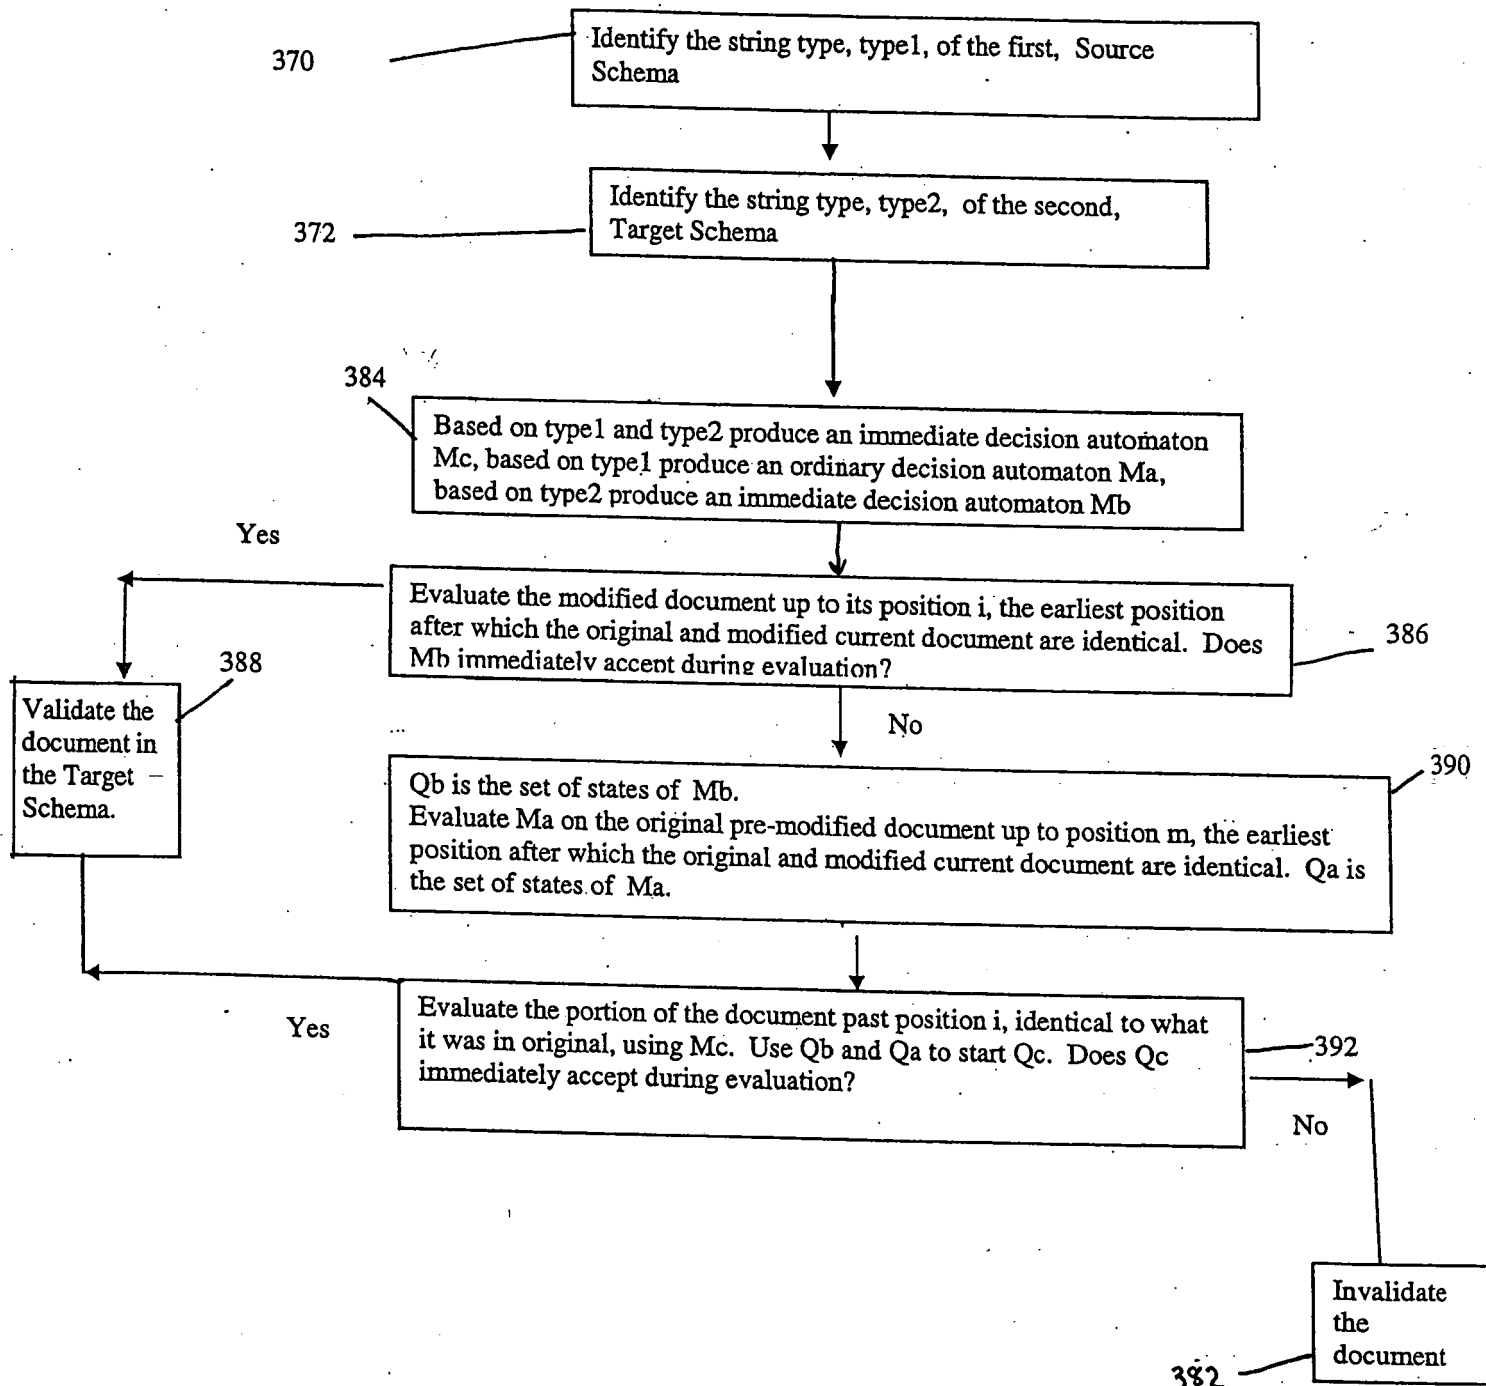 370
Identify the string type, type1, of the first, Source
Schema
372
Identify the string type, type2, of the second,
Target Schema
384
Based on type1 and type2 produce an immediate decision automaton
Mc, based on type1 produce an ordinary decision automaton Ma,
based on type2 produce an immediate decision automaton Mb
Yes
Evaluate the modified document up to its position i, the earliest position
after which the original and modified current document are identical. Does
Mb immediately accept during evaluation?
386
388
Validate the
document in
the Target
Schema.
No
390
Qb is the set of states of Mb.
Evaluate Ma on the original pre-modified document up to position m, the earliest
position after which the original and modified current document are identical. Qa is
the set of states of Ma.
Yes
Evaluate the portion of the document past position i, identical to what
it was in original, using Mc. Use Qb and Qa to start Qc. Does Qc
immediately accept during evaluation?
392
No
Invalidate
the
document
382